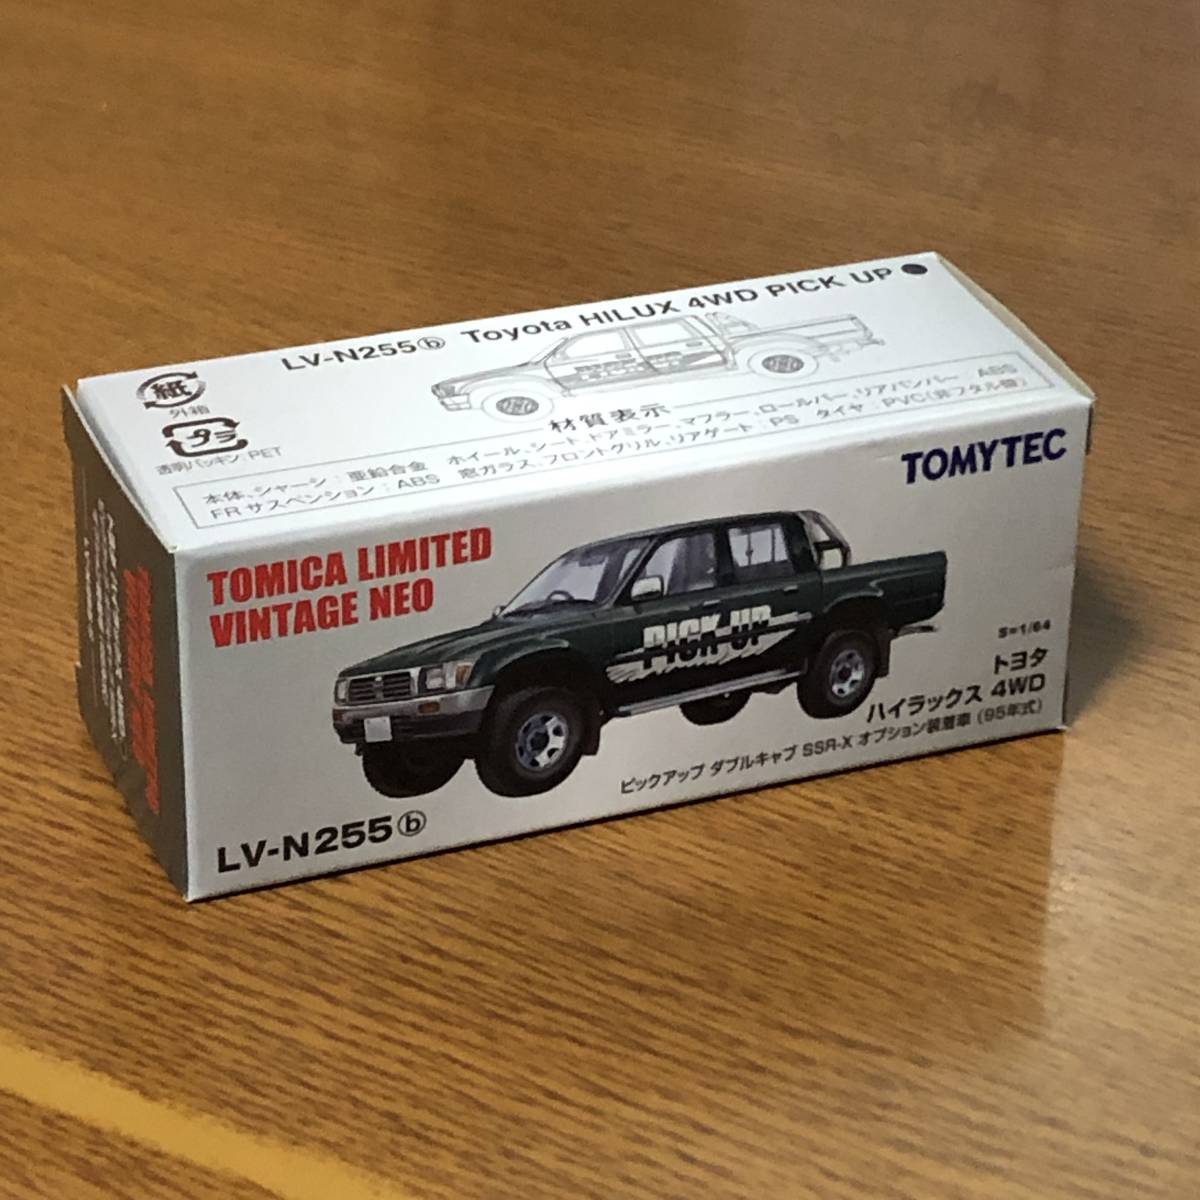 LV-N255ⓑ Toyota HILUX 4WD PICK UP
紙
外箱
プラ
透明パッキン:PET
材質表示
本体、シャーシ:亜鉛合金 ホイール、シート、ドアミラー、マフラー、ロールバー、リアバンパー ABS
FRサスペンション:ABS 窓ガラス、フロントグリル、リアゲート:PS タイヤ:PVC(非フタル酸)
TOMYTEC
TOMICA LIMITED
VINTAGE NEO
PICK-UP
S=1/64
トヨタ
ハイラックス 4WD
ピックアップ ダブルキャブ SSR-X オプション装着車 (95年式)
LV-N255ⓑ